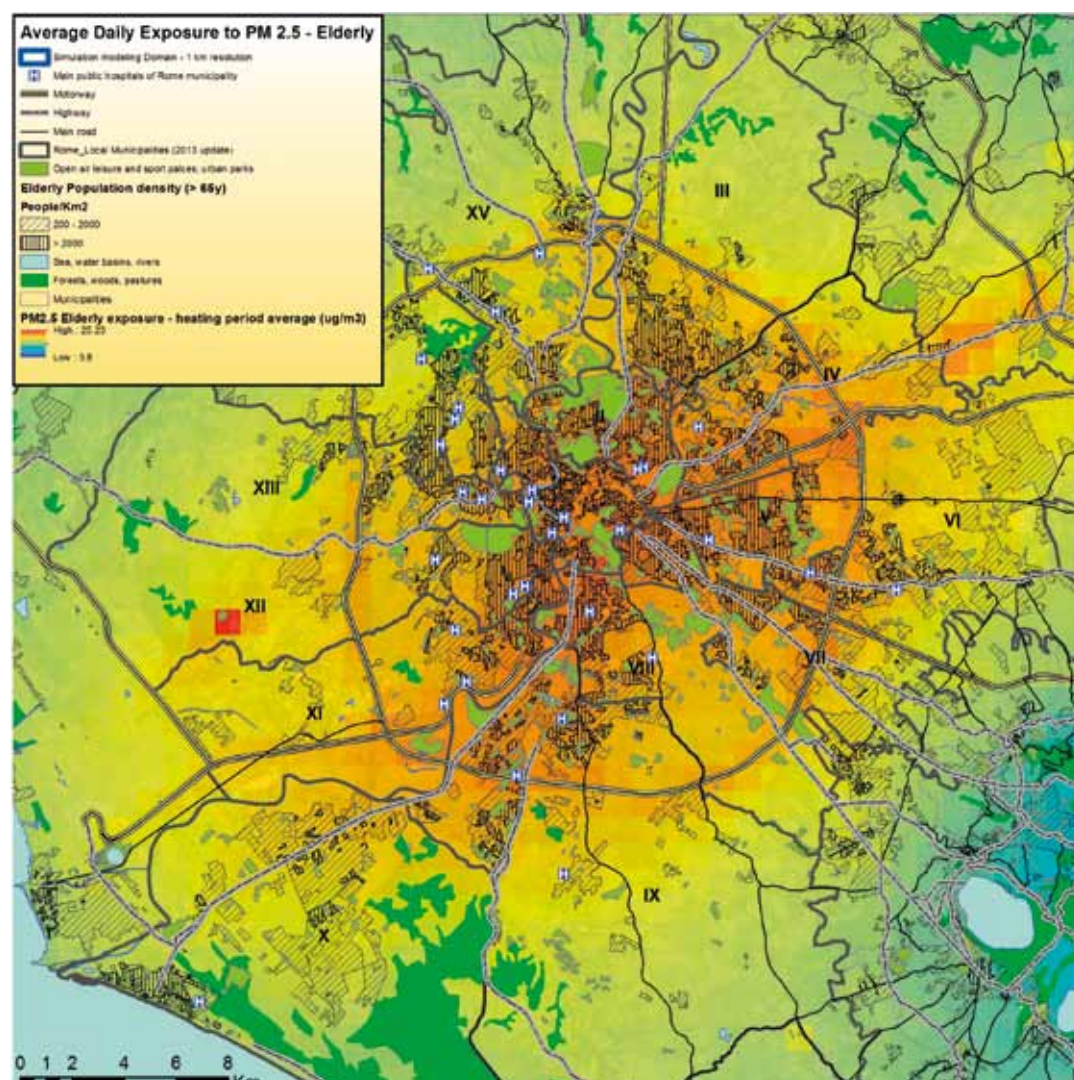 Average Daily Exposure to PM 2.5 - Elderly
Simulation modeling Domain - 1 km resolution
H Main public hospitals of Rome municipality
Motorway
Highway
Main road
Rome_Local Municipalities (2013 update)
Open air leisure and sport palces, urban parks
Elderly Population density (> 65y)
People/Km2
200 - 2000
> 2000
Sea, water basins, rivers
Forests, woods, pastures
Municipalities
PM2.5 Elderly exposure - heating period average (ug/m3)
High : 20.23
Low : 3.8
III
XV
IV
II
XIII
V
VI
XII
VIII
VII
XI
IX
X
0 1 2 4 6 8
Km